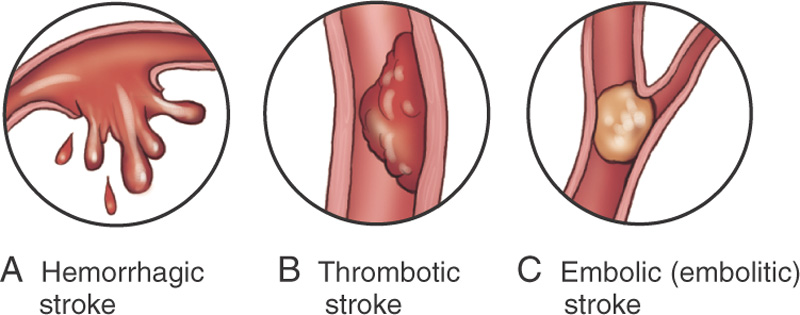 A Hemorrhagic
stroke
B Thrombotic
stroke
C Embolic (embolitic)
stroke